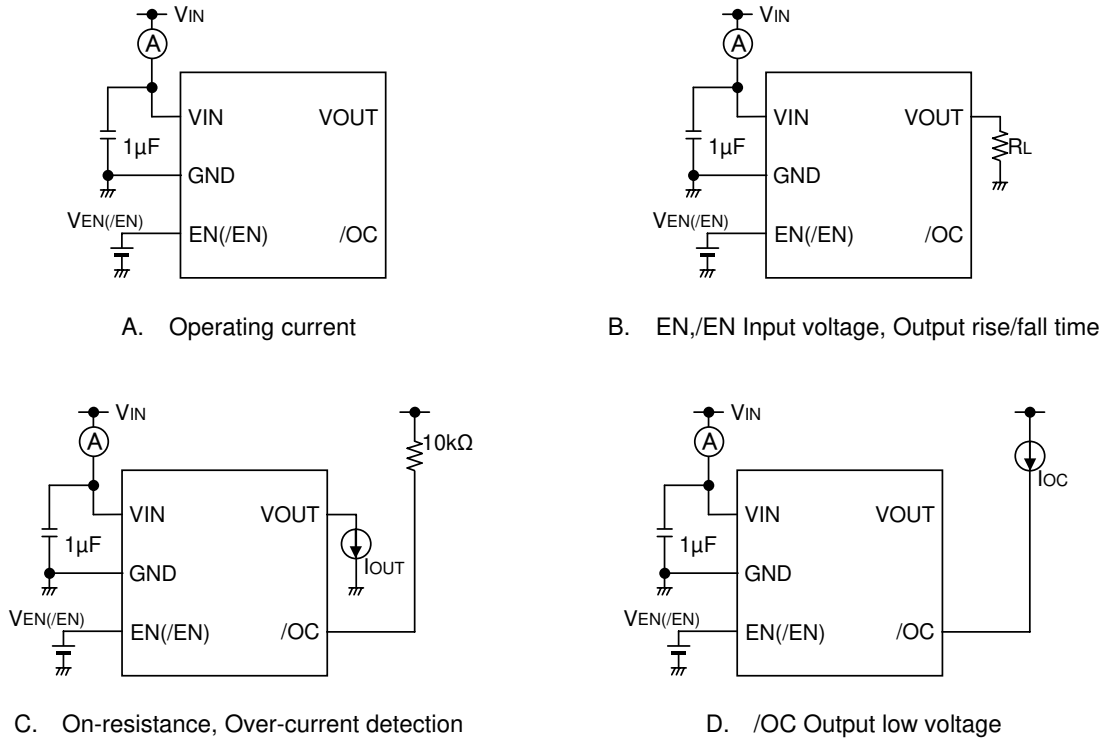 VIN
A
VIN VOUT
1µF
GND
VEN(/EN)
EN(/EN) /OC
A. Operating current
VIN
A
VIN VOUT
1µF
RL
GND
VEN(/EN)
EN(/EN) /OC
B. EN,/EN Input voltage, Output rise/fall time
VIN
A
10kΩ
VIN VOUT
1µF
IOUT
GND
VEN(/EN)
EN(/EN) /OC
C. On-resistance, Over-current detection
VIN
A
IOC
VIN VOUT
1µF
GND
VEN(/EN)
EN(/EN) /OC
D. /OC Output low voltage